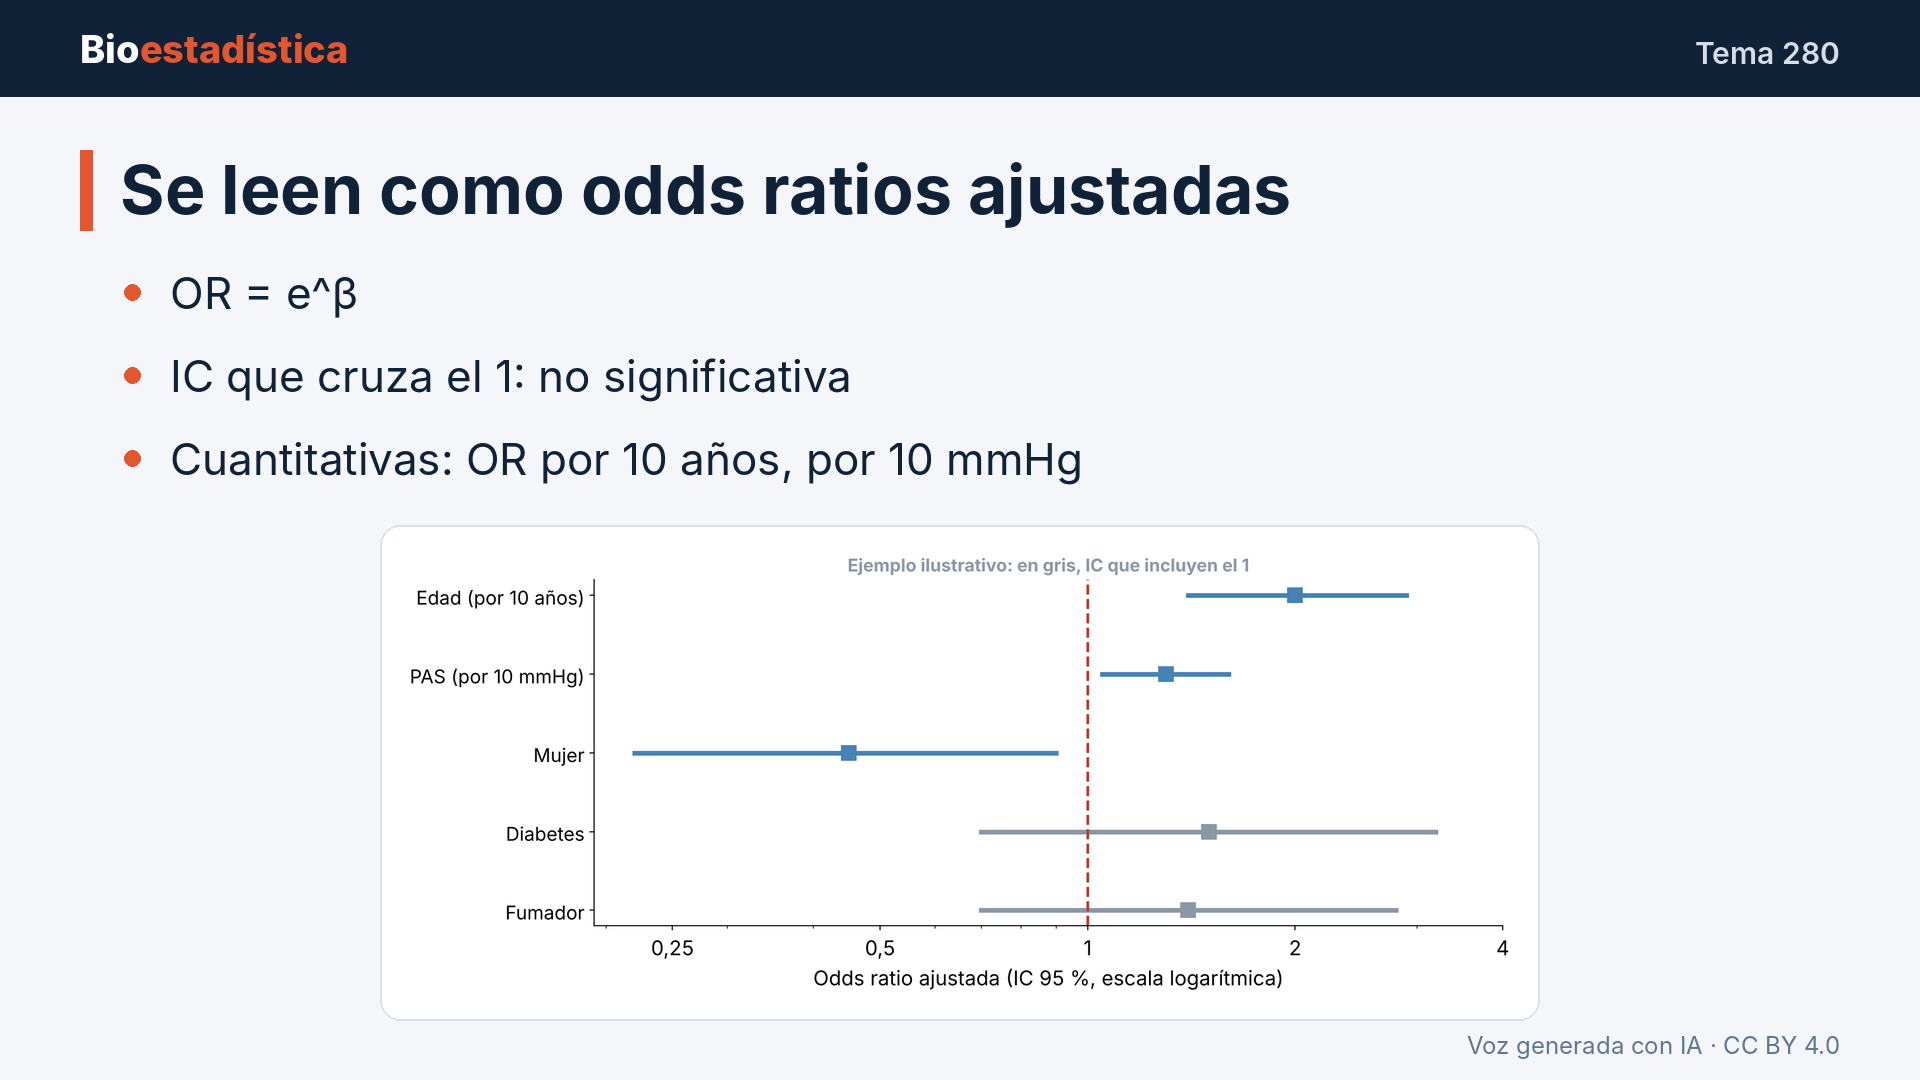 Bioestadística
Tema 280
Se leen como odds ratios ajustadas
• OR = e^β
• IC que cruza el 1: no significativa
• Cuantitativas: OR por 10 años, por 10 mmHg
Ejemplo ilustrativo: en gris, IC que incluyen el 1
Edad (por 10 años)
PAS (por 10 mmHg)
Mujer
Diabetes
Fumador
0,25 0,5 1 2 4
Odds ratio ajustada (IC 95 %, escala logarítmica)
Voz generada con IA · CC BY 4.0